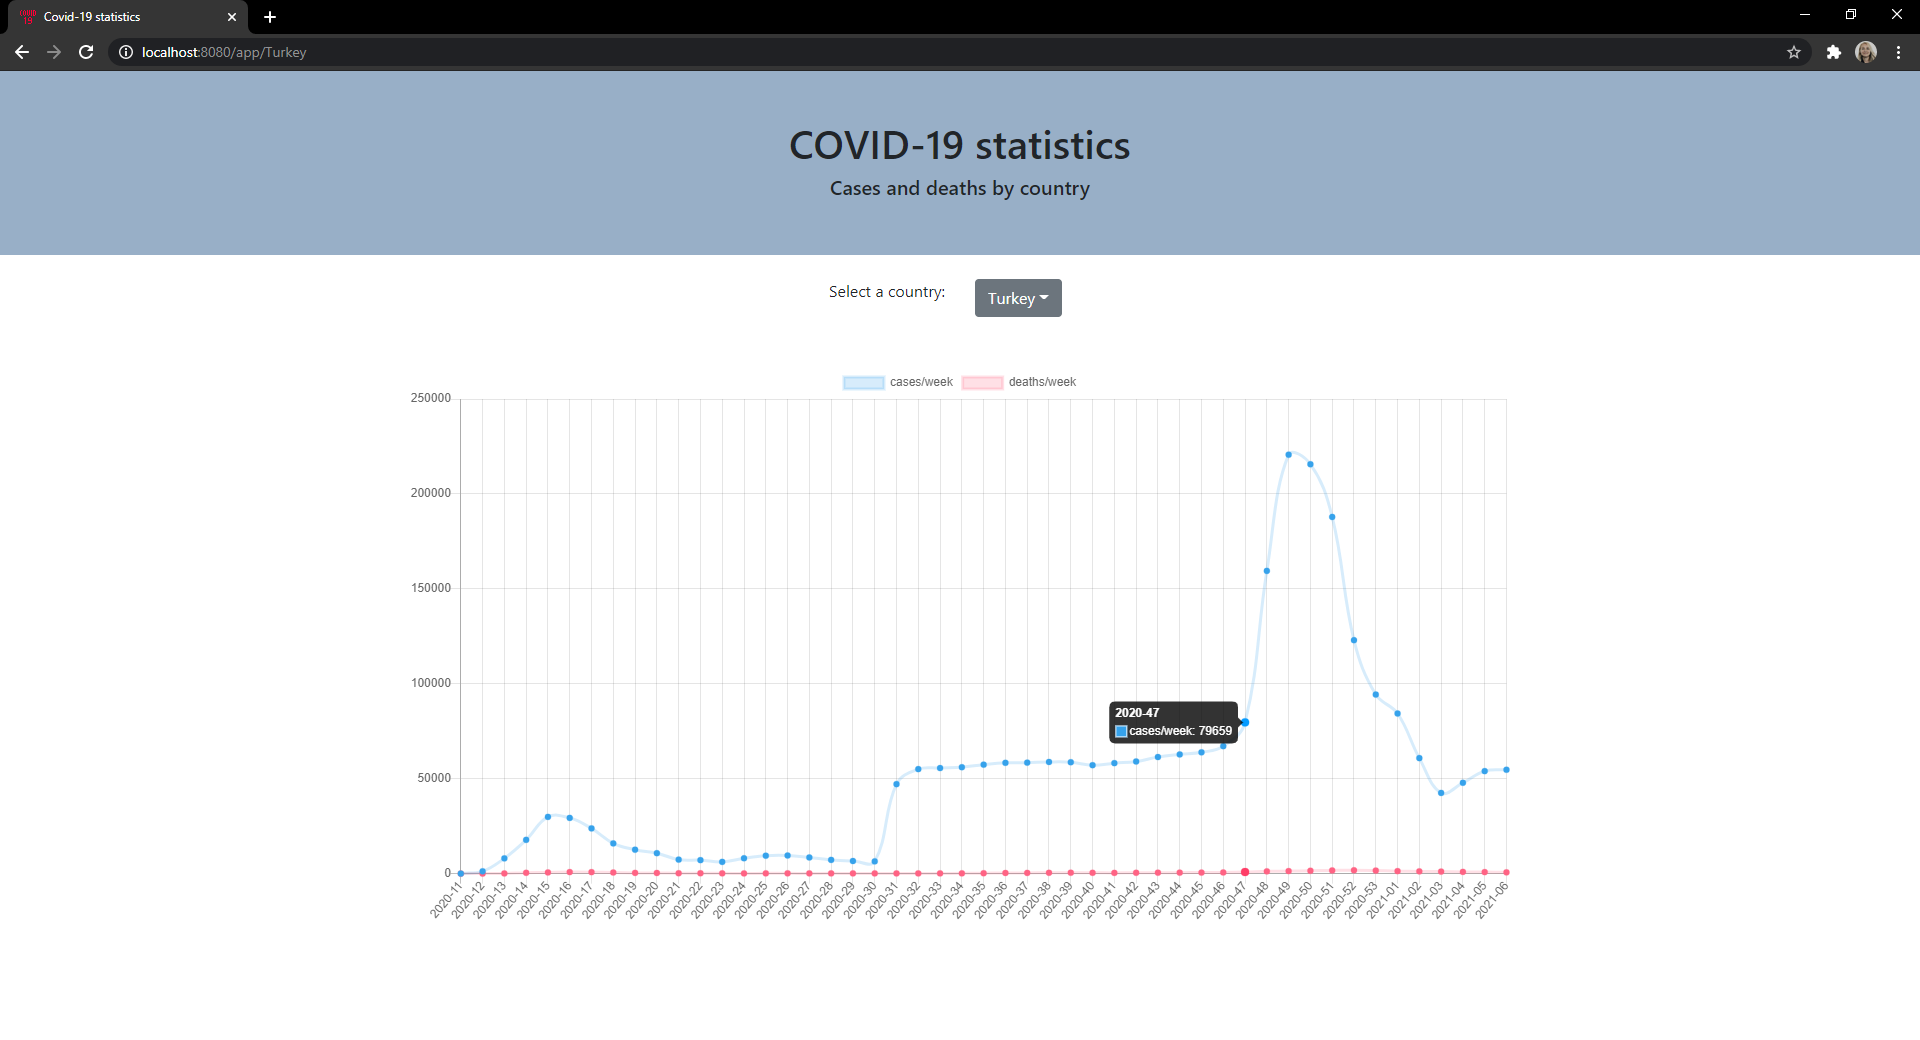 COVID 19
Covid-19 statistics
localhost:8080/app/Turkey
COVID-19 statistics
Cases and deaths by country
Select a country:
Turkey
cases/week deaths/week
250000
200000
150000
100000
50000
0
2020-47
cases/week: 79659
2020-11 2020-12 2020-13 2020-14 2020-15 2020-16 2020-17 2020-18 2020-19 2020-20 2020-21 2020-22 2020-23 2020-24 2020-25 2020-26 2020-27 2020-28 2020-29 2020-30 2020-31 2020-32 2020-33 2020-34 2020-35 2020-36 2020-37 2020-38 2020-39 2020-40 2020-41 2020-42 2020-43 2020-44 2020-45 2020-46 2020-47 2020-48 2020-49 2020-50 2020-51 2020-52 2020-53 2021-01 2021-02 2021-03 2021-04 2021-05 2021-06